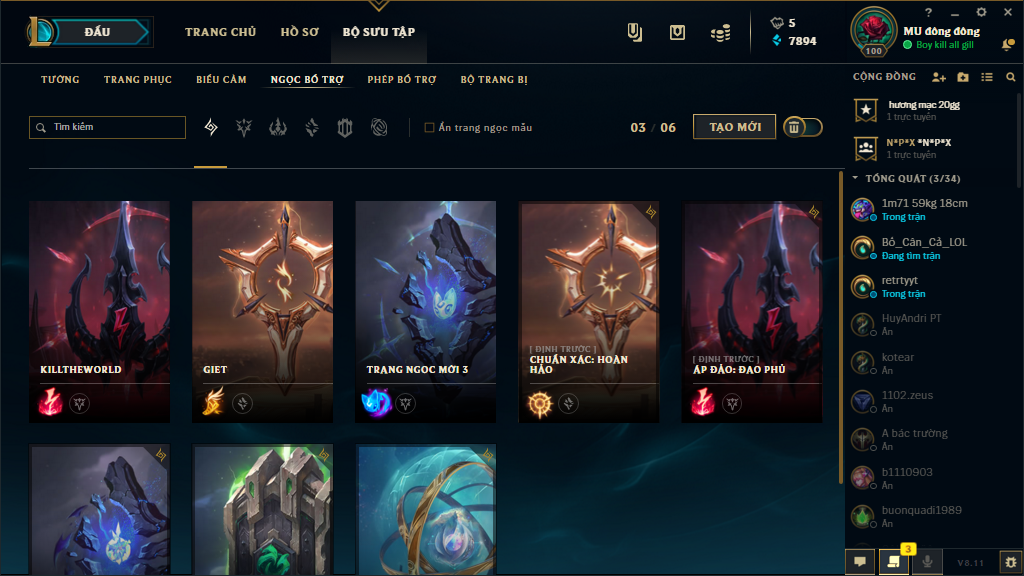 ĐẤU
TRANG CHỦ
HỒ SƠ
BỘ SƯU TẬP
5
7894
?
MU đông đông
Boy kill all gill
100
TƯỚNG
TRANG PHỤC
BIỂU CẢM
NGỌC BỔ TRỢ
PHÉP BỔ TRỢ
BỘ TRANG BỊ
CỘNG ĐỒNG
Tìm kiếm
Ẩn trang ngọc mẫu
03 / 06
TẠO MỚI
hương mạc 20gg
1 trực tuyến
N*P*X *N*P*X
1 trực tuyến
TỔNG QUÁT (3/34)
1m71 59kg 18cm
Trong trận
Bô_Căn_Cả_LOL
Đang tìm trận
retrtyyt
Trong trận
HuyAndri PT
Ẩn
kotear
Ẩn
1102.zeus
Ẩn
A bác trường
Ẩn
b1110903
Ẩn
buonquadi1989
Ẩn
KILLTHEWORLD
GIET
TRANG NGỌC MỚI 3
[ ĐỊNH TRƯỚC ]
CHUẨN XÁC: HOÀN
HẢO
[ ĐỊNH TRƯỚC ]
ÁP ĐẢO: ĐAO PHỦ
3
V8.11